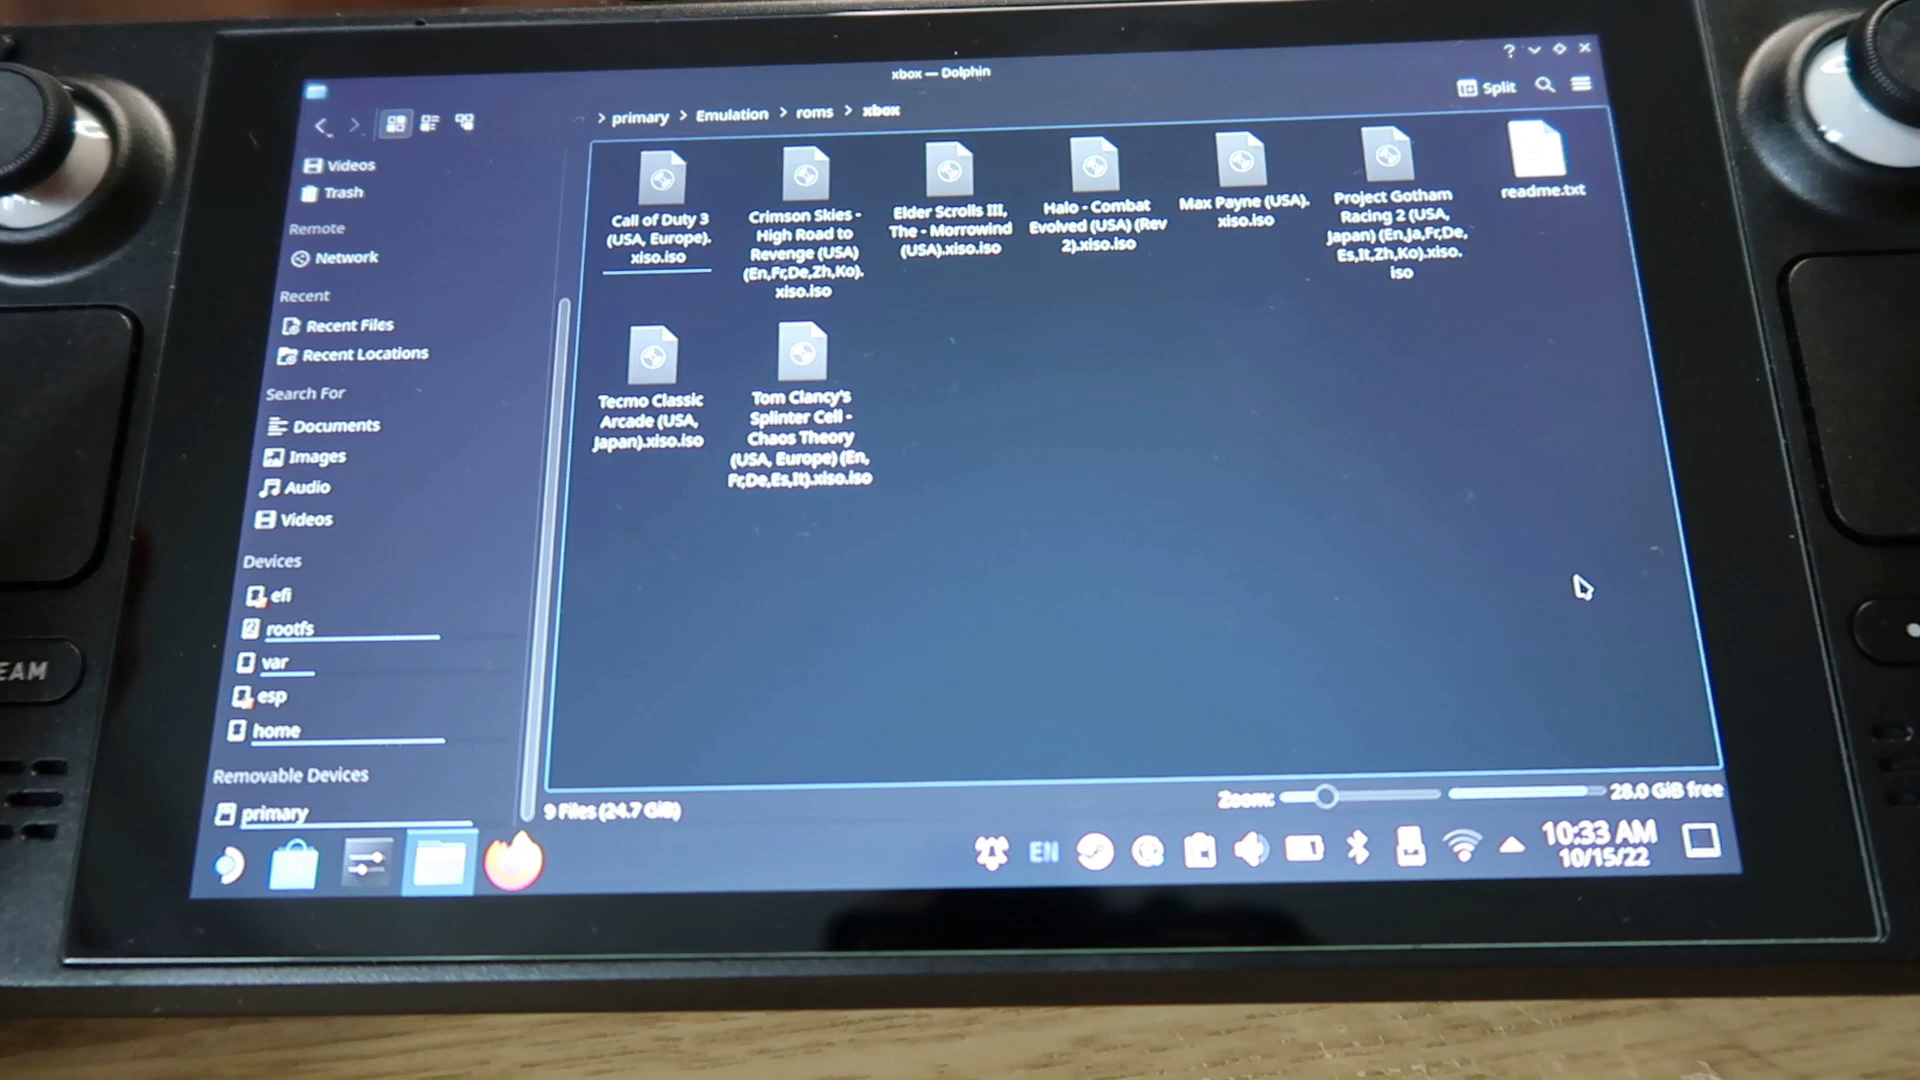 xbox — Dolphin
Split
primary > Emulation > roms > xbox
Videos
Trash
Remote
Network
Recent
Recent Files
Recent Locations
Search For
Documents
Images
Audio
Videos
Devices
efi
rootfs
var
esp
home
Removable Devices
primary
Call of Duty 3
(USA, Europe).
xiso.iso
Crimson Skies -
High Road to
Revenge (USA)
(En,Fr,De,Zh,Ko).
xiso.iso
Elder Scrolls III,
The - Morrowind
(USA).xiso.iso
Halo - Combat
Evolved (USA) (Rev
2).xiso.iso
Max Payne (USA).
xiso.iso
Project Gotham
Racing 2 (USA,
Japan) (En,Ja,Fr,De,
Es,It,Zh,Ko).xiso.
iso
readme.txt
Tecmo Classic
Arcade (USA,
Japan).xiso.iso
Tom Clancy's
Splinter Cell -
Chaos Theory
(USA, Europe) (En,
Fr,De,Es,It).xiso.iso
9 Files (24.7 GiB)
Zoom:
28.0 GiB free
EN
10:33 AM
10/15/22
EAM